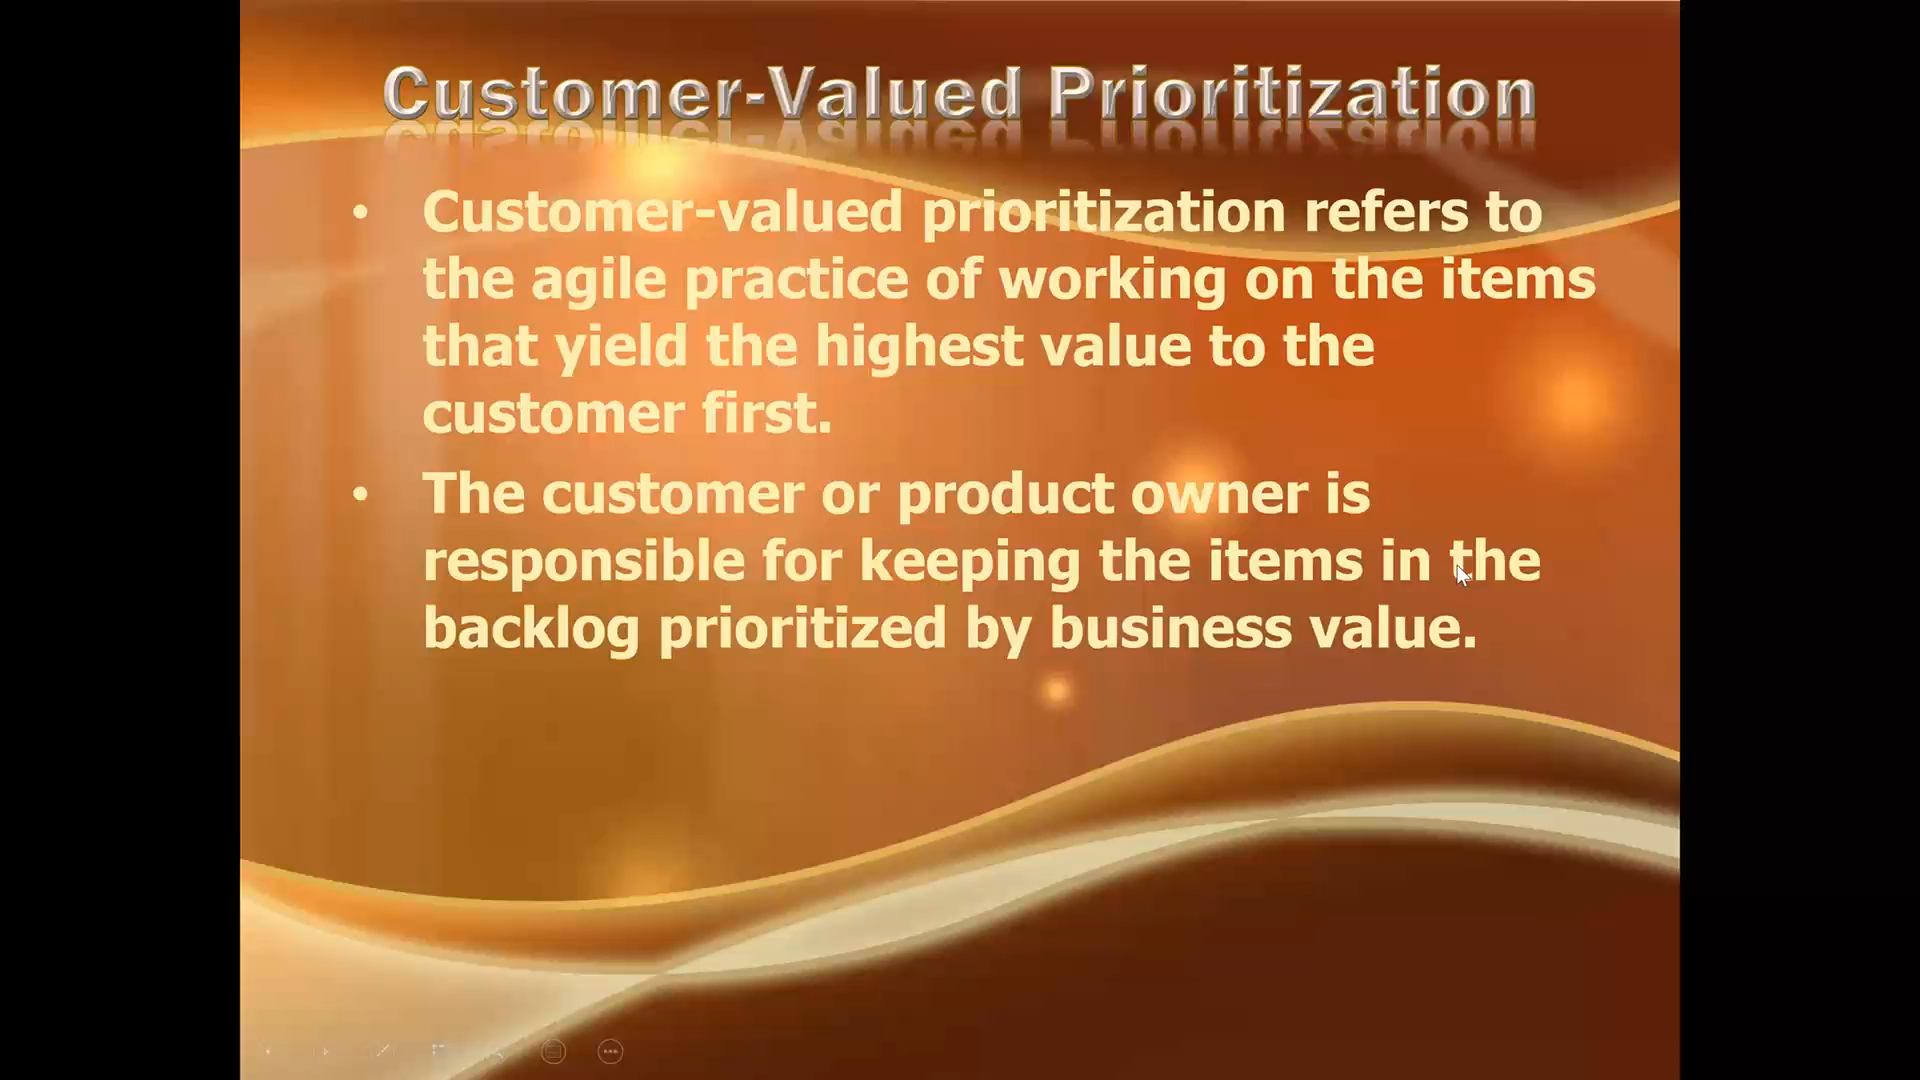 Customer-Valued Prioritization
• Customer-valued prioritization refers to
the agile practice of working on the items
that yield the highest value to the
customer first.
• The customer or product owner is
responsible for keeping the items in the
backlog prioritized by business value.